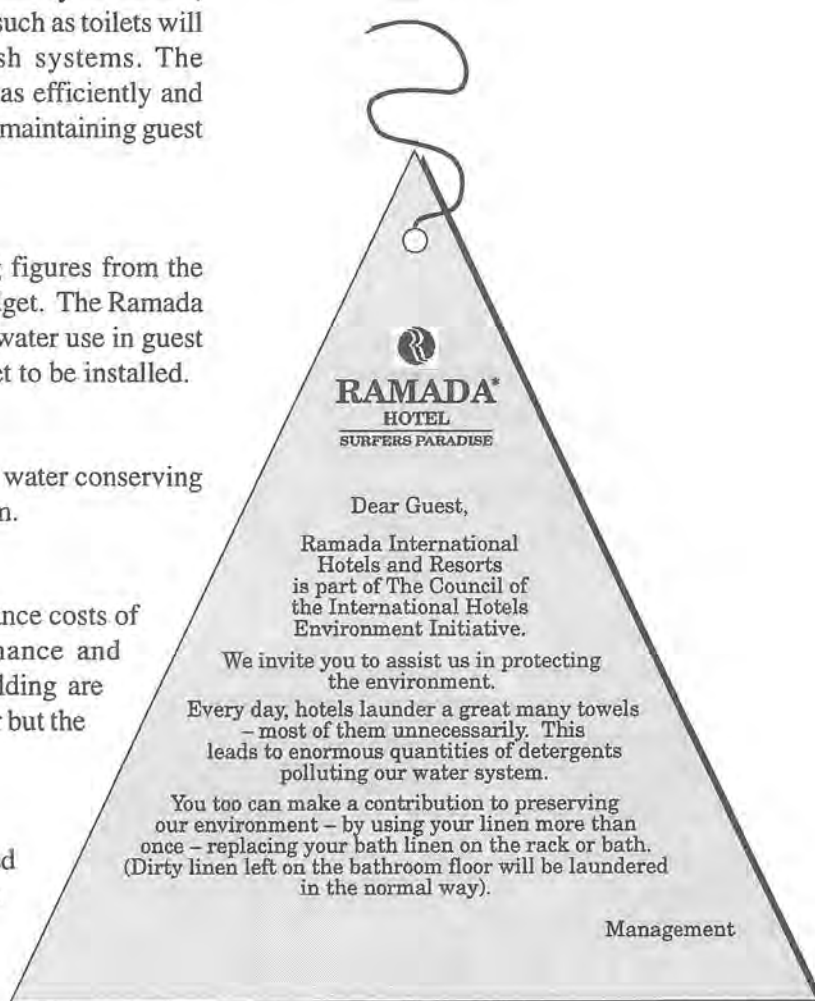 such as toilets will
sh systems. The
as efficiently and
maintaining guest
figures from the
get. The Ramada
water use in guest
et to be installed.
water conserving
n.
ance costs of
nance and
lding are
but the
d
RAMADA*
HOTEL
SURFERS PARADISE
Dear Guest,
Ramada International
Hotels and Resorts
is part of The Council of
the International Hotels
Environment Initiative.
We invite you to assist us in protecting
the environment.
Every day, hotels launder a great many towels
– most of them unnecessarily. This
leads to enormous quantities of detergents
polluting our water system.
You too can make a contribution to preserving
our environment – by using your linen more than
once – replacing your bath linen on the rack or bath.
(Dirty linen left on the bathroom floor will be laundered
in the normal way).
Management